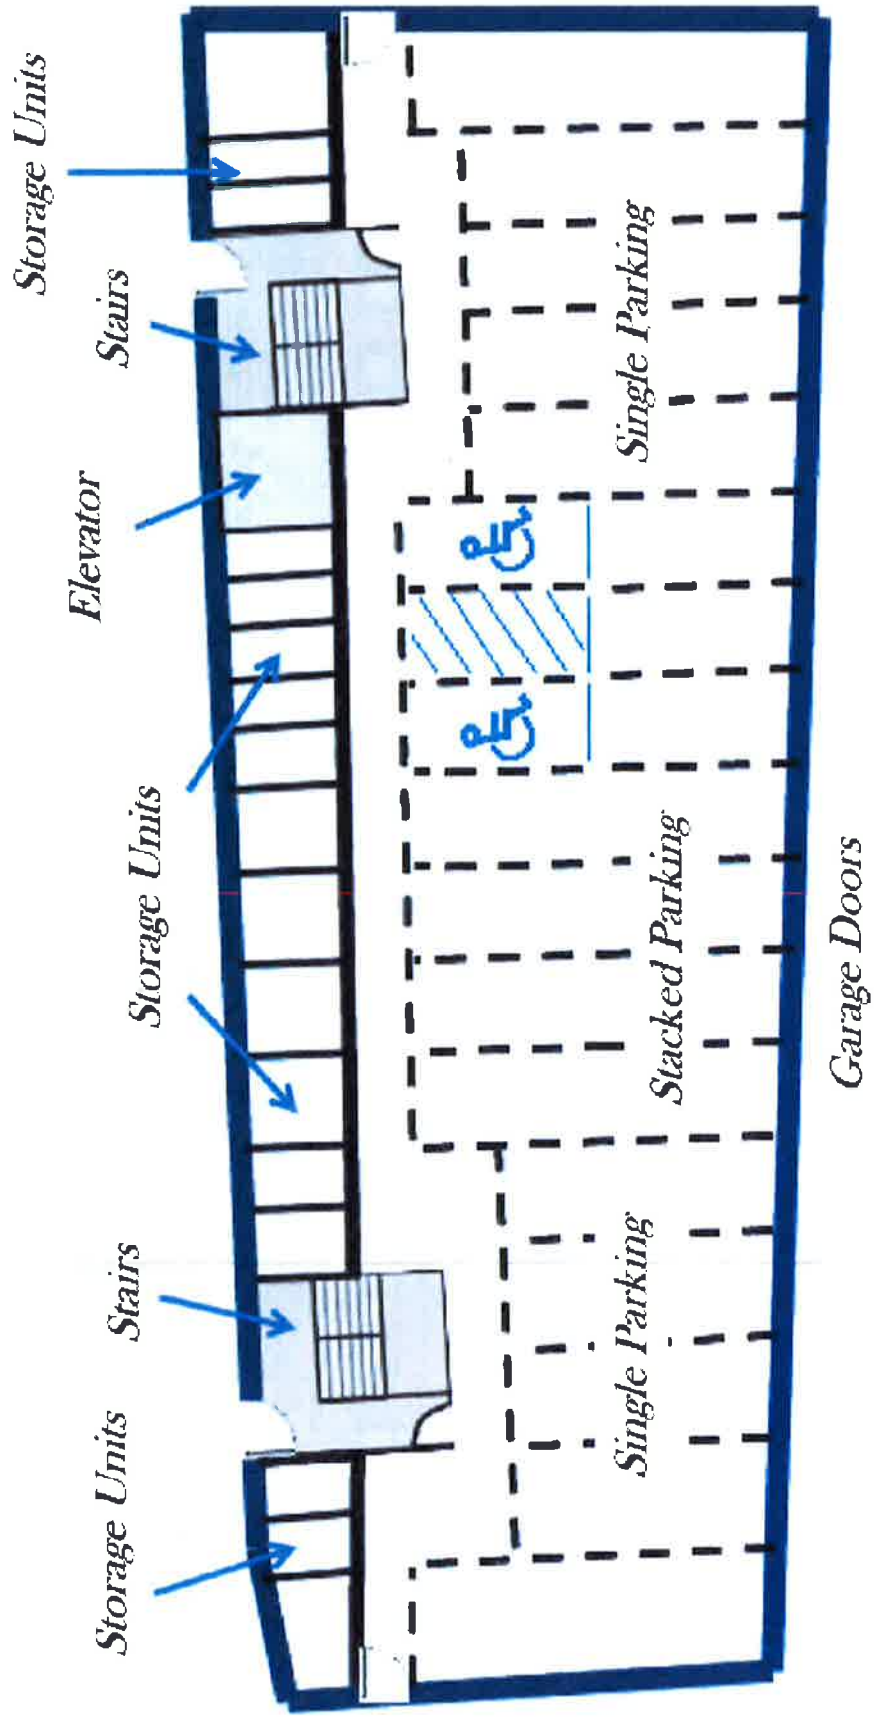 Storage Units
Stairs
Storage Units
Elevator
Stairs
Storage Units
Single Parking
Stacked Parking
Single Parking
Garage Doors